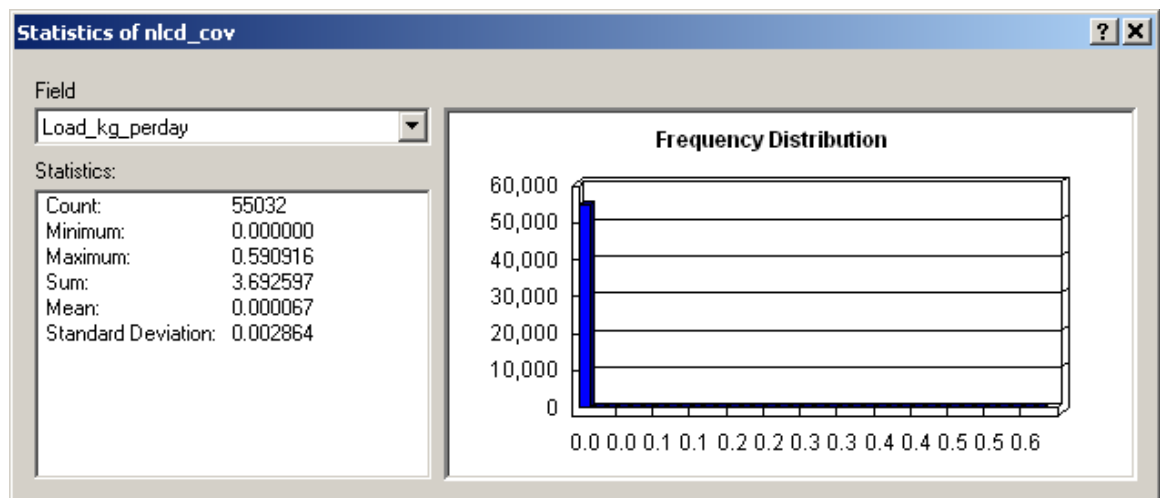 Statistics of nlcd_cov
Field
Load_kg_perday
Statistics:
Count: 55032
Minimum: 0.000000
Maximum: 0.590916
Sum: 3.692597
Mean: 0.000067
Standard Deviation: 0.002864
Frequency Distribution
60,000
50,000
40,000
30,000
20,000
10,000
0
0.0 0.0 0.1 0.1 0.2 0.2 0.3 0.3 0.4 0.4 0.5 0.5 0.6